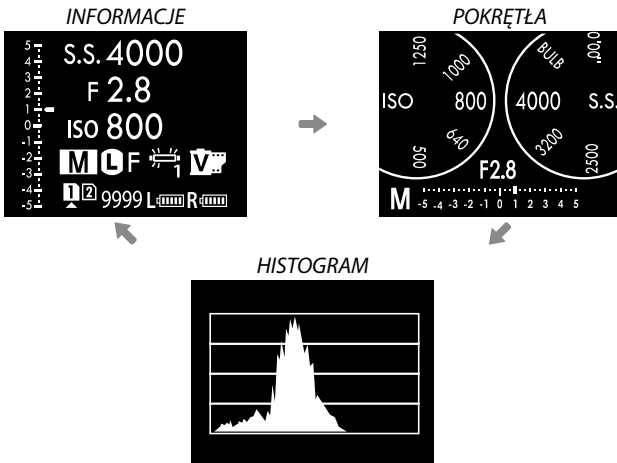 INFORMACJE
5
4
3
2
1
0
-1
-2
-3
-4
-5
S.S. 4000
F 2.8
ISO 800
M L F 1 V
1 2 9999 L R
POKRĘTŁA
1250
1000
ISO 800
640
500
BULB
4000 S.S.
3200
2500
F2.8
M -5 -4 -3 -2 -1 0 1 2 3 4 5
HISTOGRAM